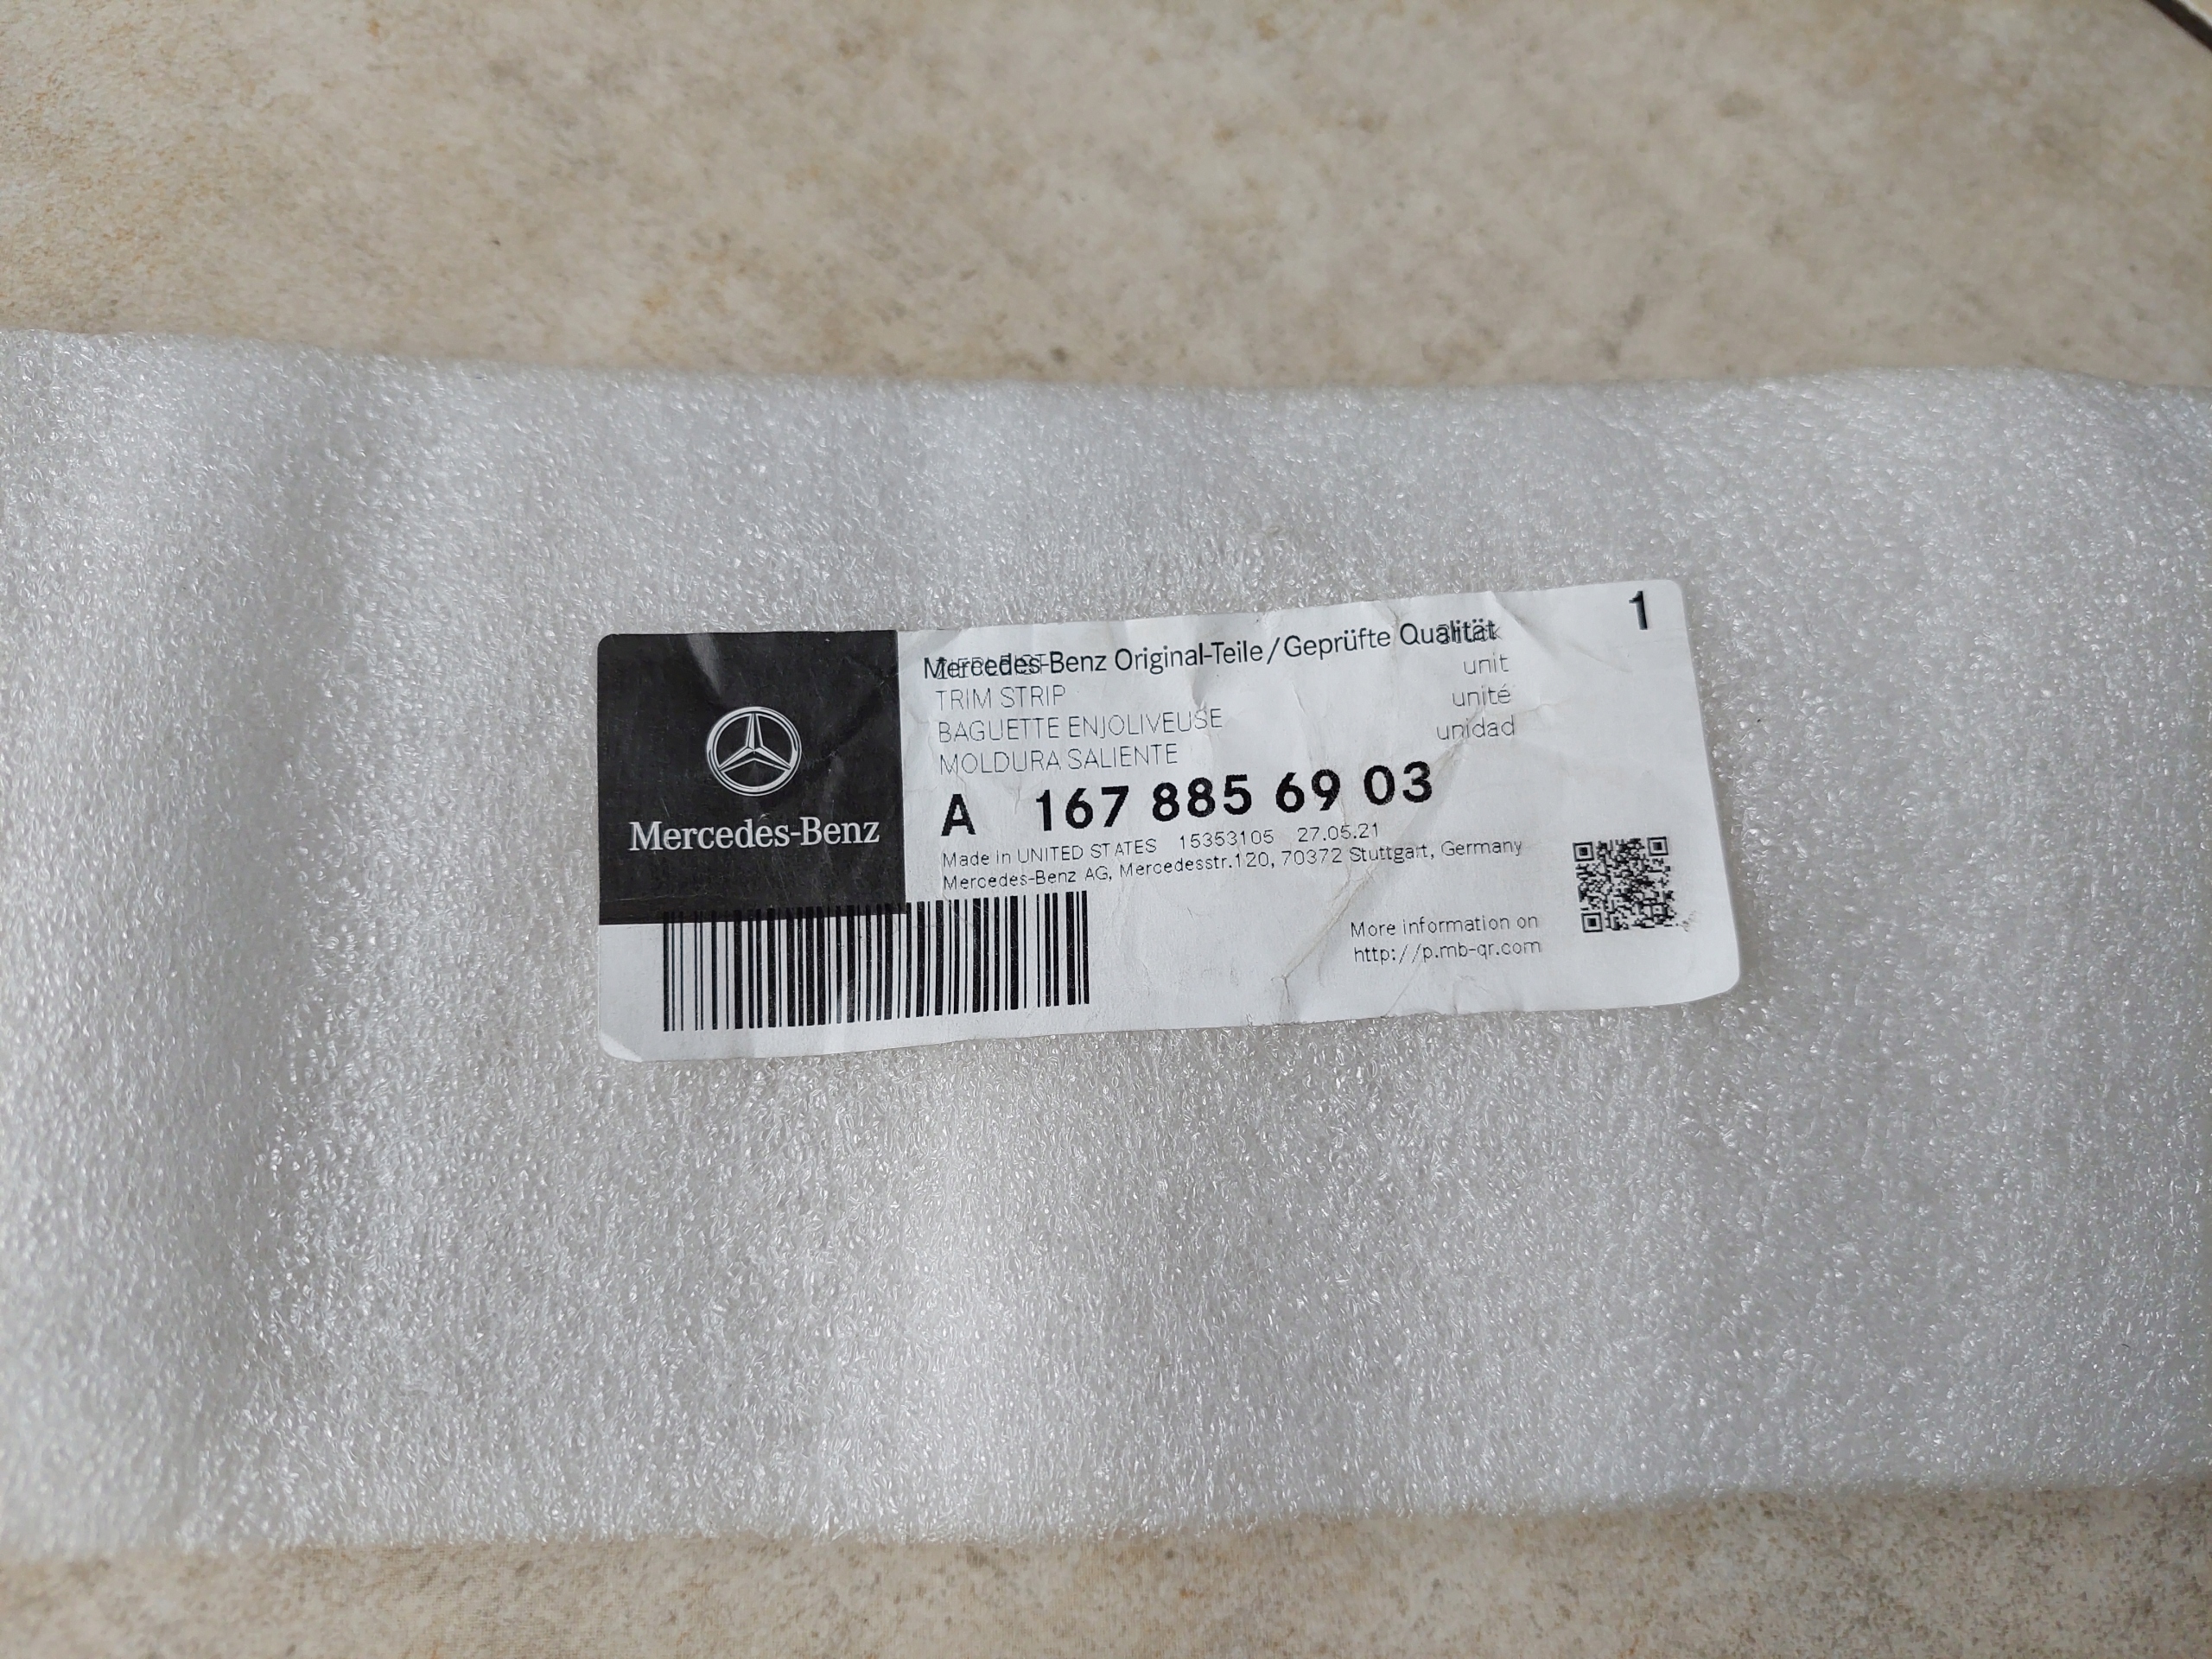 Mercedes-Benz
Mercedes-Benz Original-Teile/Geprüfte Qualität
1
unit
TRIM STRIP
unité
BAGUETTE ENJOLIVEUSE
unidad
MOLDURA SALIENTE
A 167 885 69 03
Made in UNITED STATES 15353105 27.05.21
Mercedes-Benz AG, Mercedesstr.120, 70372 Stuttgart, Germany
More information on
http://p.mb-qr.com